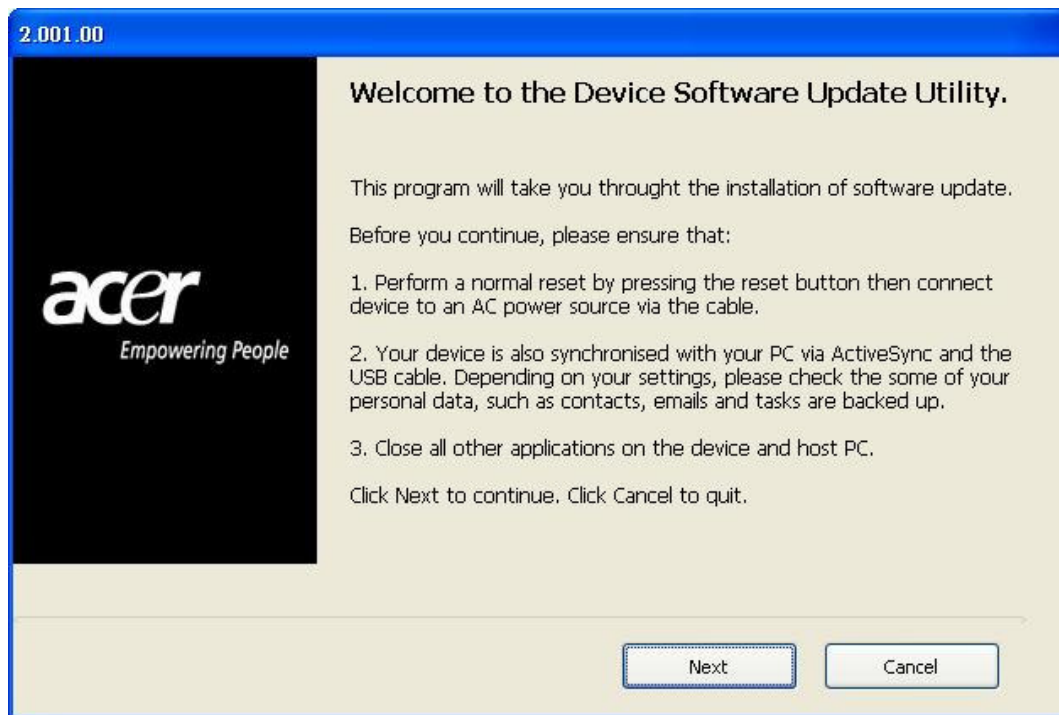 2.001.00
Welcome to the Device Software Update Utility.
This program will take you throught the installation of software update.
Before you continue, please ensure that:
1. Perform a normal reset by pressing the reset button then connect
device to an AC power source via the cable.
2. Your device is also synchronised with your PC via ActiveSync and the
USB cable. Depending on your settings, please check the some of your
personal data, such as contacts, emails and tasks are backed up.
3. Close all other applications on the device and host PC.
Click Next to continue. Click Cancel to quit.
acer
Empowering People
Next
Cancel